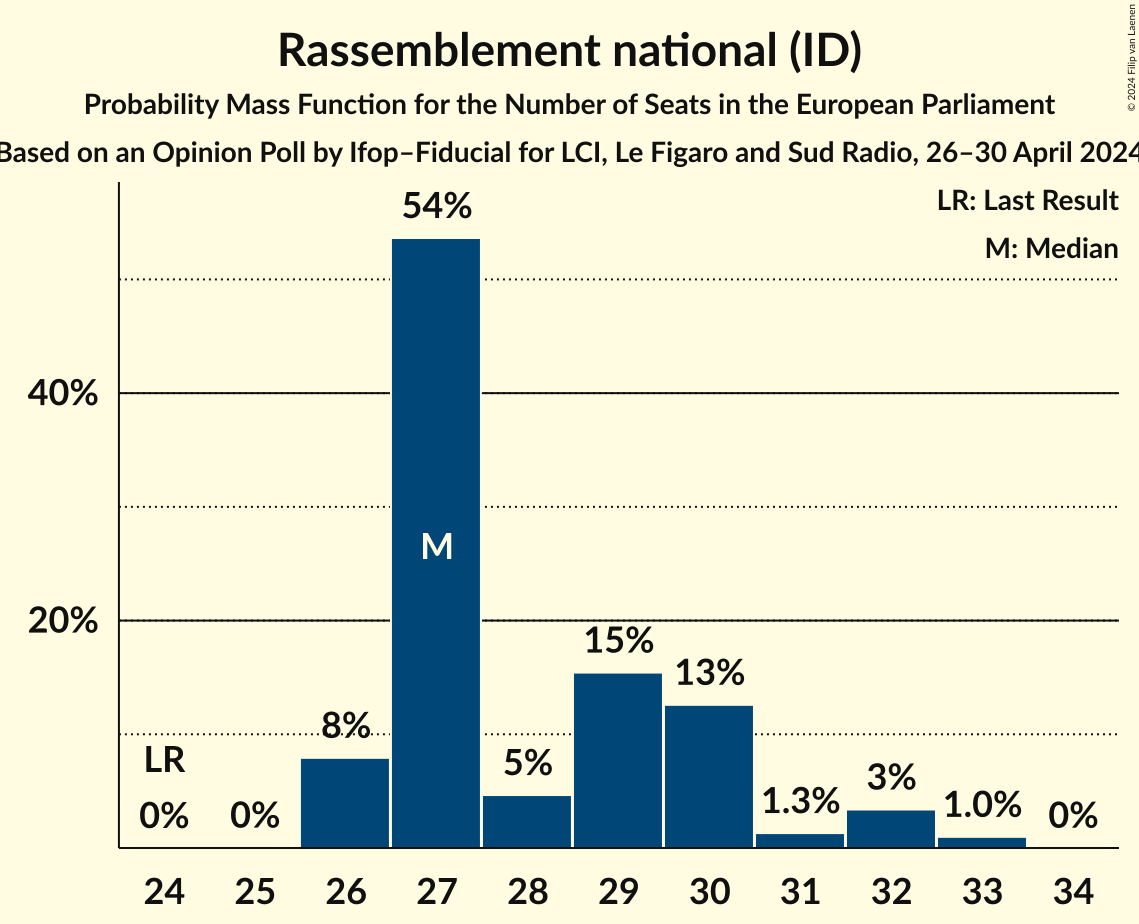 © 2024 Filip van Laenen
Rassemblement national (ID)
Probability Mass Function for the Number of Seats in the European Parliament
Based on an Opinion Poll by Ifop–Fiducial for LCI, Le Figaro and Sud Radio, 26–30 April 2024
LR: Last Result
M: Median
54%
40%
M
20%
15%
13%
8%
LR
5%
3%
1.3%
1.0%
0%
0%
0%
24 25 26 27 28 29 30 31 32 33 34